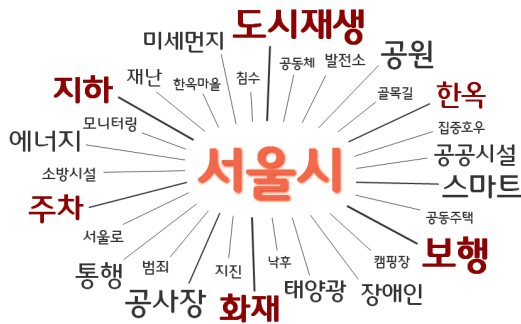 도시재생
미세먼지
공원
공동체
발전소
재난
한옥마을
침수
지하
골목길
한옥
모니터링
집중호우
에너지
공공시설
서울시
소방시설
스마트
주차
공동주택
서울로
보행
통행
범죄
지진
낙후
캠핑장
공사장
화재
태양광
장애인